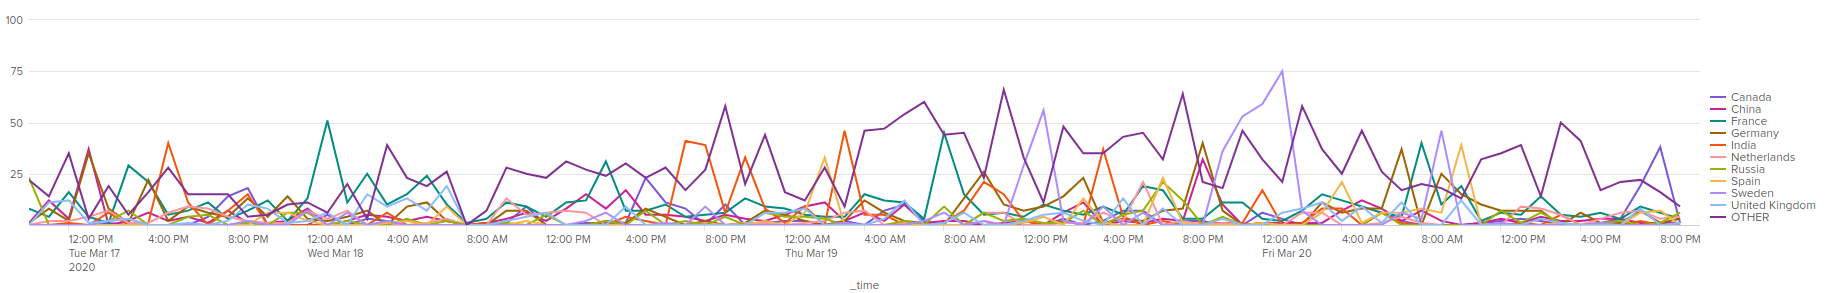 100
75
50
25
12:00 PM 4:00 PM 8:00 PM 12:00 AM 4:00 AM 8:00 AM 12:00 PM 4:00 PM 8:00 PM 12:00 AM 4:00 AM 8:00 AM 12:00 PM 4:00 PM 8:00 PM 12:00 AM 4:00 AM 8:00 AM 12:00 PM 4:00 PM 8:00 PM
Tue Mar 17 Wed Mar 18 Thu Mar 19 Fri Mar 20
2020
_time
Canada
China
France
Germany
India
Netherlands
Russia
Spain
Sweden
United Kingdom
OTHER